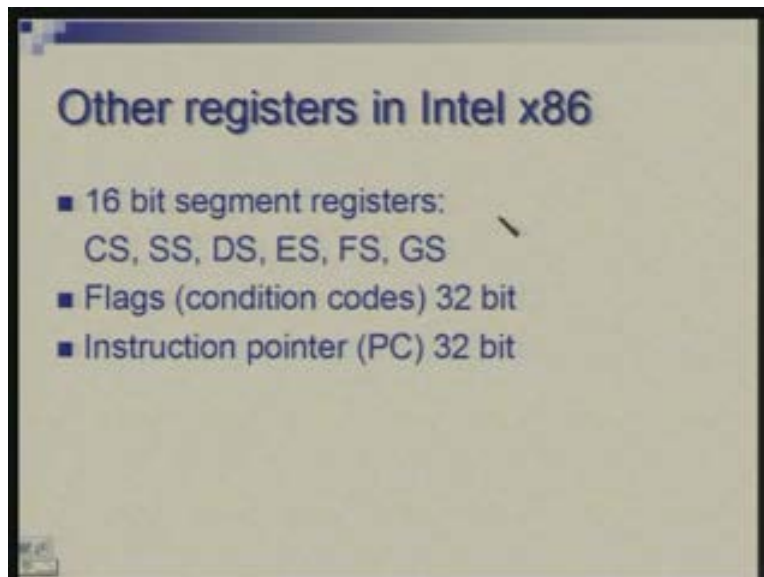 Other registers in Intel x86
16 bit segment registers:
CS, SS, DS, ES, FS, GS
Flags (condition codes) 32 bit
Instruction pointer (PC) 32 bit